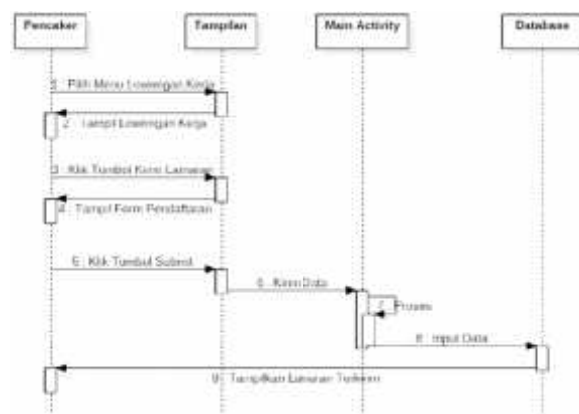 Pencaker
Tampilan
Main Activity
Database
1 : Pilih Menu Lowongan Kerja
2 : Tampil Lowongan Kerja
3 : Klik Tombol Kirim Lamaran
4 : Tampil Form Pendaftaran
5 : Klik Tombol Submit
6 : Kirim Data
7 : Proses
8 : Input Data
9 : Tampilkan Lamaran Terkirim